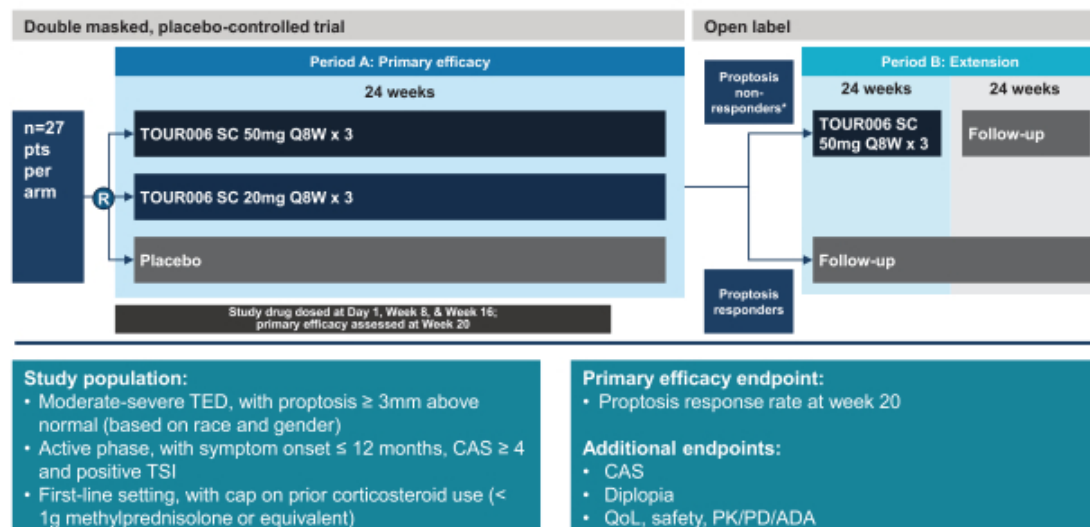 Double masked, placebo-controlled trial
Open label
Period A: Primary efficacy
24 weeks
n=27
pts
per
arm
R
TOUR006 SC 50mg Q8W x 3
TOUR006 SC 20mg Q8W x 3
Placebo
Study drug dosed at Day 1, Week 8, & Week 16;
primary efficacy assessed at Week 20
Proptosis
non-
responders*
Proptosis
responders
Period B: Extension
24 weeks
24 weeks
TOUR006 SC
50mg Q8W x 3
Follow-up
Follow-up
Study population:
• Moderate-severe TED, with proptosis ≥ 3mm above
normal (based on race and gender)
• Active phase, with symptom onset ≤ 12 months, CAS ≥ 4
and positive TSI
• First-line setting, with cap on prior corticosteroid use (<
1g methylprednisolone or equivalent)
Primary efficacy endpoint:
• Proptosis response rate at week 20
Additional endpoints:
• CAS
• Diplopia
• QoL, safety, PK/PD/ADA